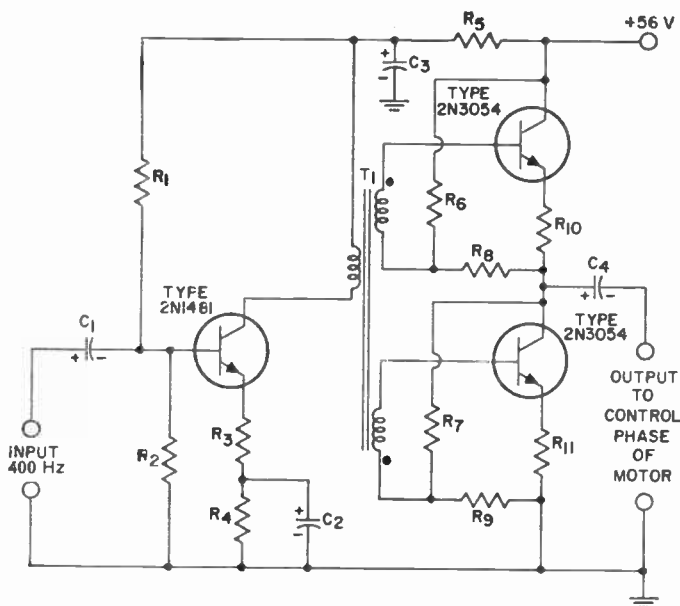 R5
+56 V
+
-
C3
TYPE
2N3054
R1
T1
R6
R10
R8
TYPE
2N1481
C4
+ -
TYPE
2N3054
C1
+ -
R7
R11
OUTPUT
TO
CONTROL
PHASE
OF
MOTOR
INPUT
400 Hz
R2
R3
R4
+
-
C2
R9